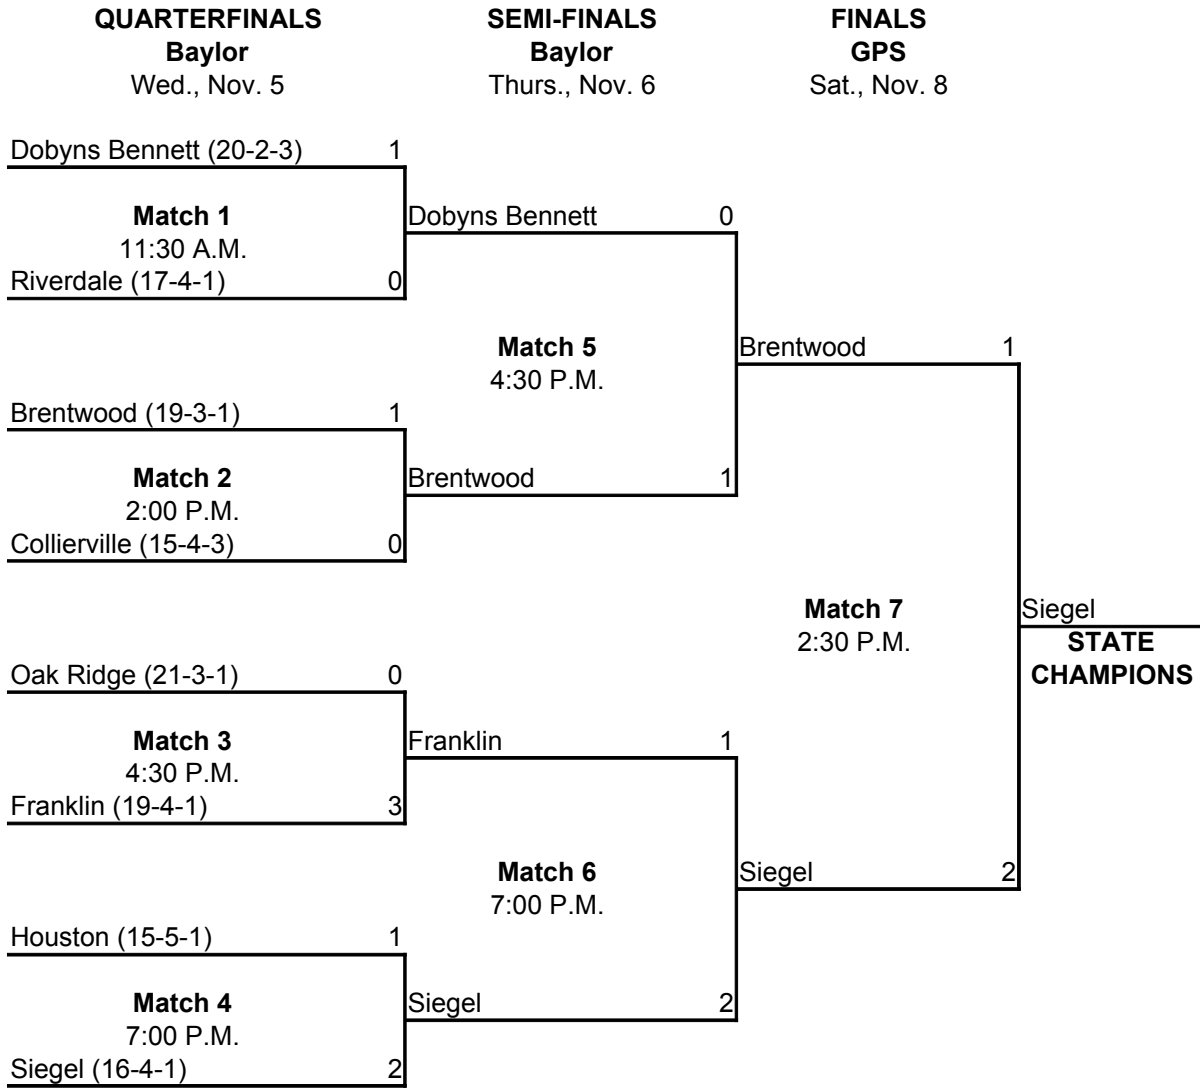 QUARTERFINALS
Baylor
Wed., Nov. 5
SEMI-FINALS
Baylor
Thurs., Nov. 6
FINALS
GPS
Sat., Nov. 8
Dobyns Bennett (20-2-3) 1
Match 1
11:30 A.M.
Riverdale (17-4-1) 0
Brentwood (19-3-1) 1
Match 2
2:00 P.M.
Collierville (15-4-3) 0
Oak Ridge (21-3-1) 0
Match 3
4:30 P.M.
Franklin (19-4-1) 3
Houston (15-5-1) 1
Match 4
7:00 P.M.
Siegel (16-4-1) 2
Dobyns Bennett 0
Match 5
4:30 P.M.
Brentwood 1
Franklin 1
Match 6
7:00 P.M.
Siegel 2
Brentwood 1
Match 7
2:30 P.M.
Siegel 2
Siegel
STATE
CHAMPIONS